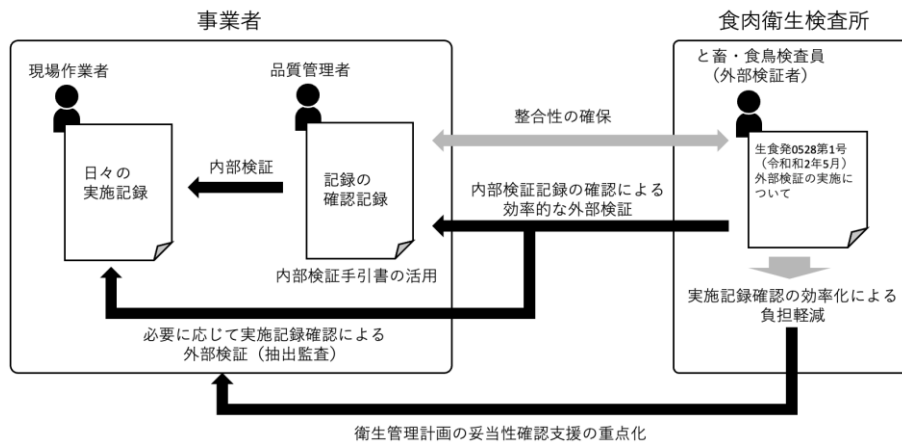 事業者
食肉衛生検査所
現場作業者
品質管理者
と畜・食鳥検査員
（外部検証者）
整合性の確保
日々の
実施記録
内部検証
記録の
確認記録
生食発0528第1号
（令和和2年5月）
外部検証の実施に
ついて
内部検証記録の確認による
効率的な外部検証
内部検証手引書の活用
実施記録確認の効率化による
負担軽減
必要に応じて実施記録確認による
外部検証（抽出監査）
衛生管理計画の妥当性確認支援の重点化